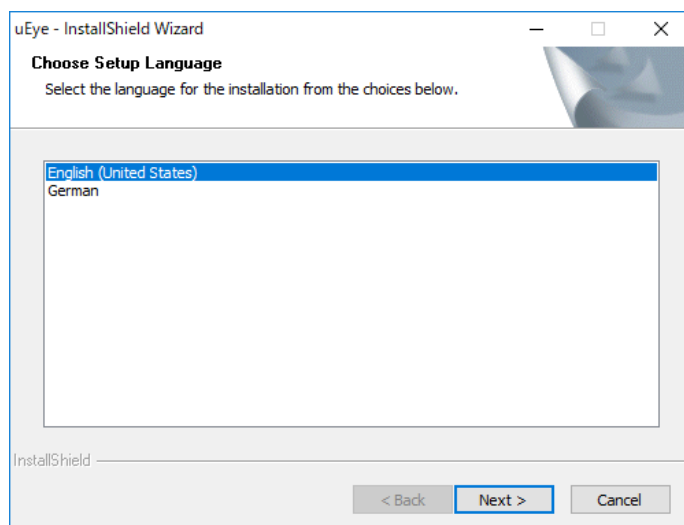 uEye - InstallShield Wizard
Choose Setup Language
Select the language for the installation from the choices below.
English (United States)
German
InstallShield
< Back
Next >
Cancel